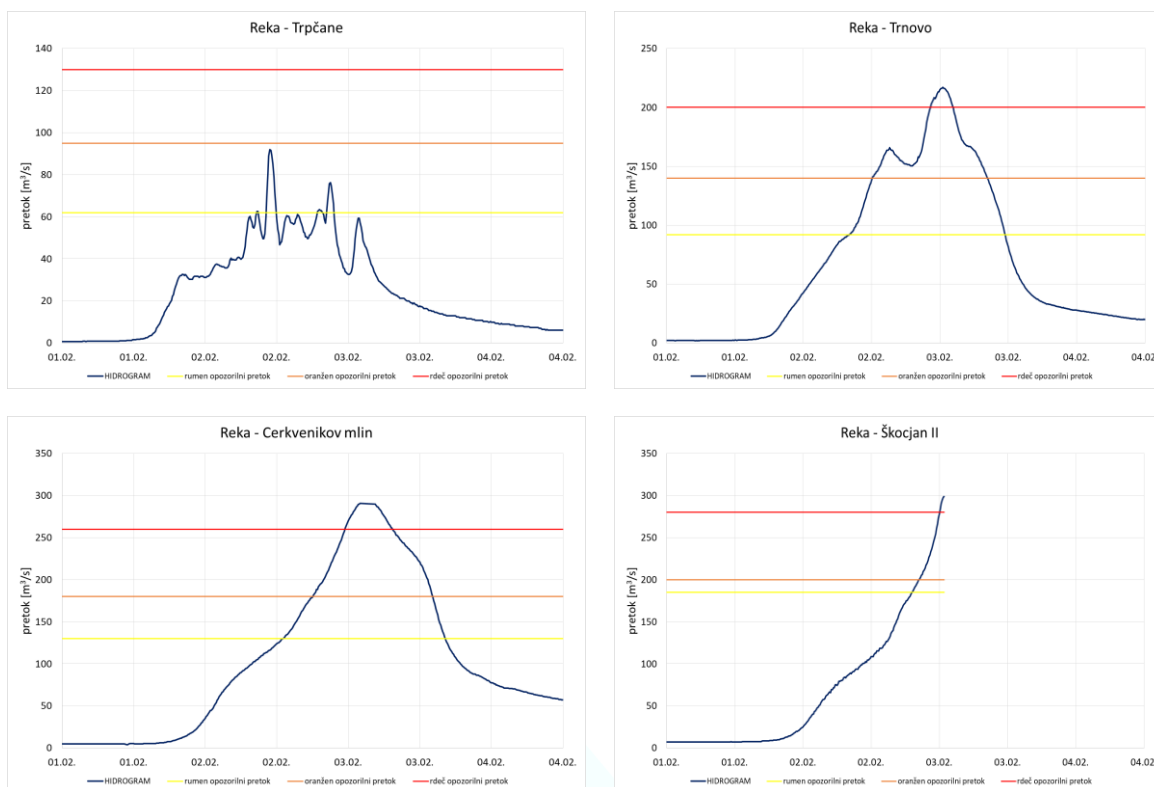 Reka - Trpčane
pretok [m³/s]
140
120
100
80
60
40
20
0
01.02. 01.02. 02.02. 02.02. 03.02. 03.02. 04.02. 04.02.
HIDROGRAM rumen opozorilni pretok oranžen opozorilni pretok rdeč opozorilni pretok
Reka - Trnovo
pretok [m³/s]
250
200
150
100
50
0
01.02. 01.02. 02.02. 02.02. 03.02. 03.02. 04.02. 04.02.
HIDROGRAM rumen opozorilni pretok oranžen opozorilni pretok rdeč opozorilni pretok
Reka - Cerkvenikov mlin
pretok [m³/s]
350
300
250
200
150
100
50
0
01.02. 01.02. 02.02. 02.02. 03.02. 03.02. 04.02. 04.02.
HIDROGRAM rumen opozorilni pretok oranžen opozorilni pretok rdeč opozorilni pretok
Reka - Škocjan II
pretok [m³/s]
350
300
250
200
150
100
50
0
01.02. 01.02. 02.02. 02.02. 03.02. 03.02. 04.02. 04.02.
HIDROGRAM rumen opozorilni pretok oranžen opozorilni pretok rdeč opozorilni pretok